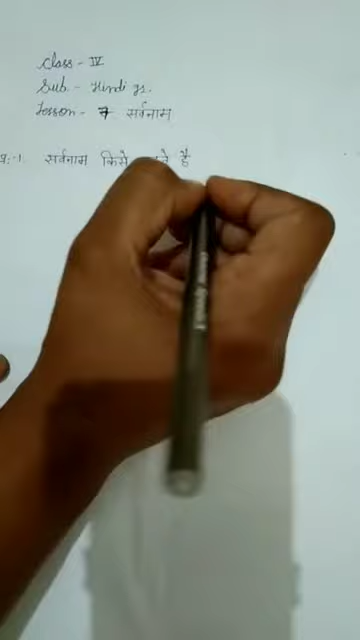 Class - IV
Sub. - Hindi gr.
Lesson - 7 सर्वनाम
प्र:-1 सर्वनाम किसे हैं